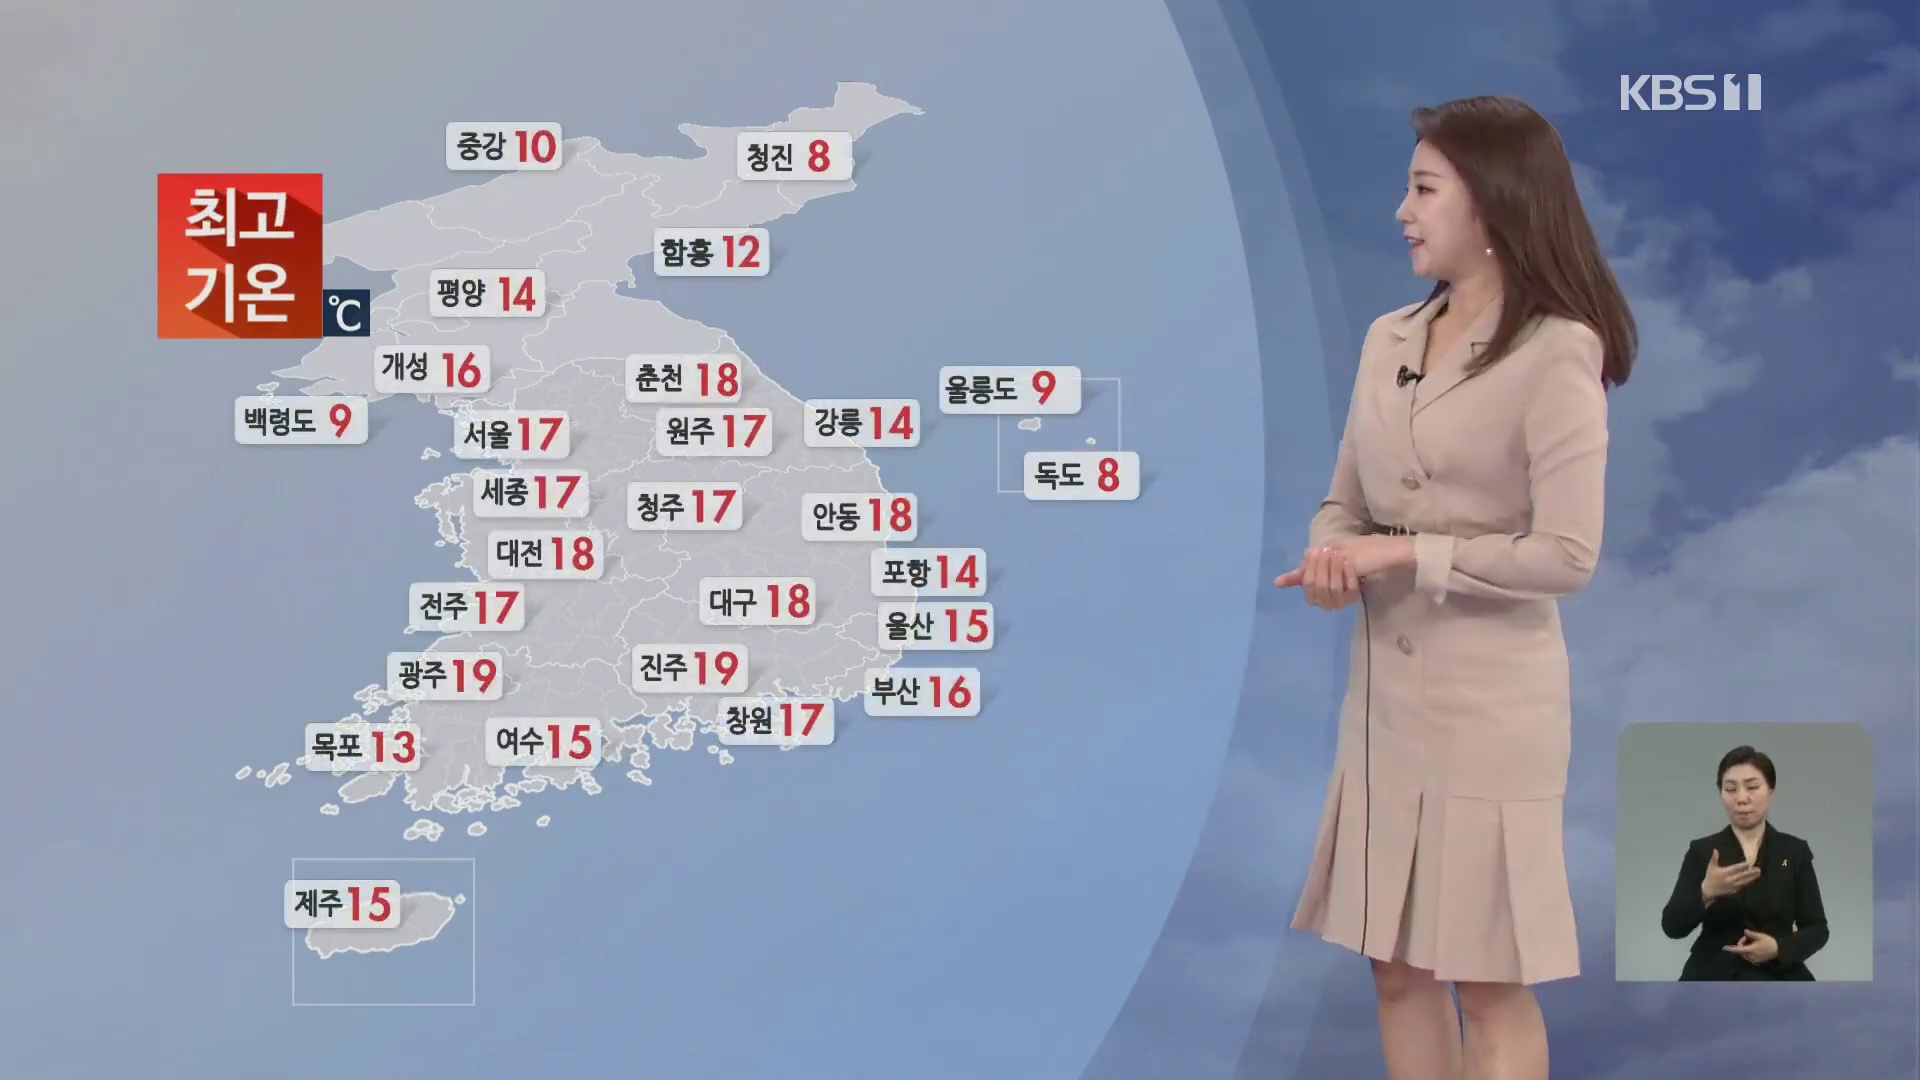 KBS 1
최고
기온
℃
중강 10
청진 8
함흥 12
평양 14
개성 16
춘천 18
울릉도 9
백령도 9
서울 17
원주 17
강릉 14
독도 8
세종 17
청주 17
안동 18
대전 18
포항 14
전주 17
대구 18
울산 15
광주 19
진주 19
부산 16
창원 17
목포 13
여수 15
제주 15